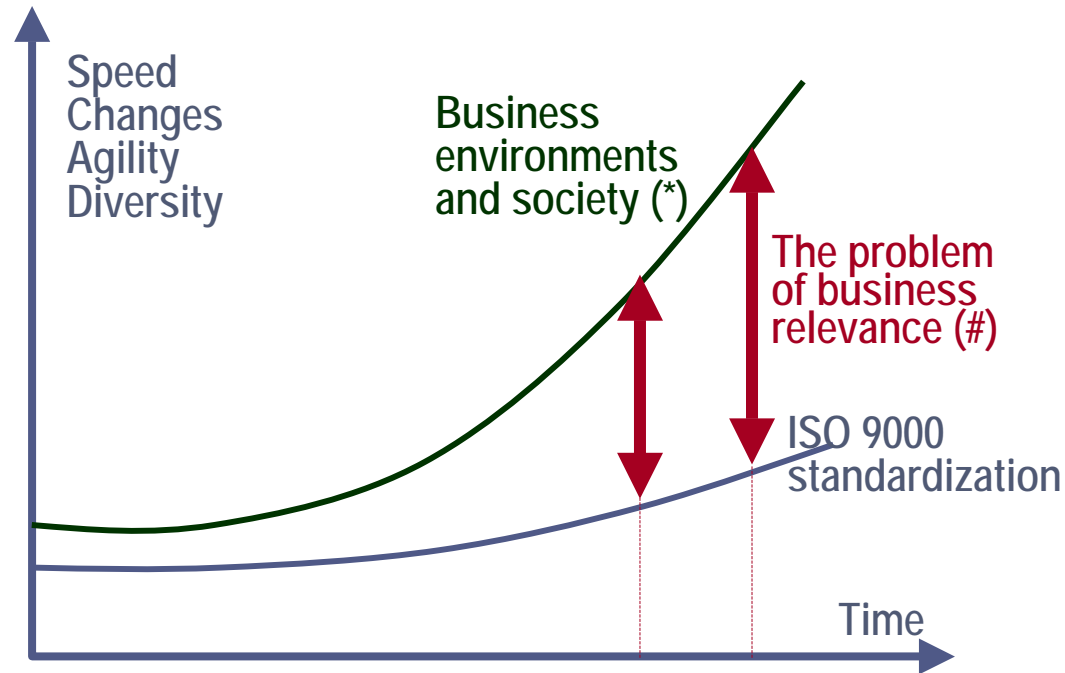 Speed
Changes
Agility
Diversity
Business
environments
and society (*)
The problem
of business
relevance (#)
ISO 9000
standardization
Time